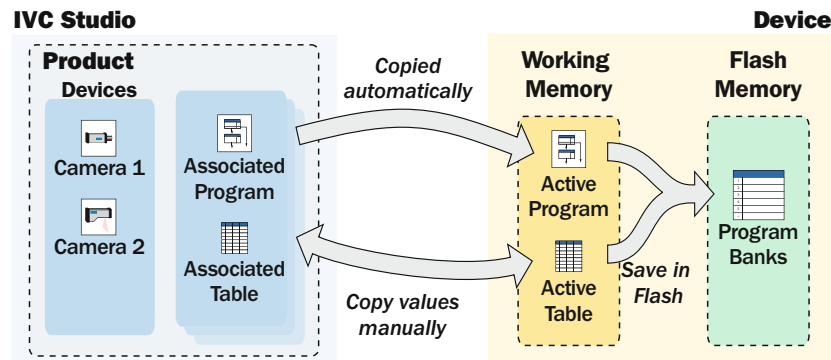 IVC Studio
Device
Product
Devices
Camera 1
Camera 2
Associated
Program
Associated
Table
Copied
automatically
Copy values
manually
Working
Memory
Active
Program
Active
Table
Save in
Flash
Flash
Memory
Program
Banks